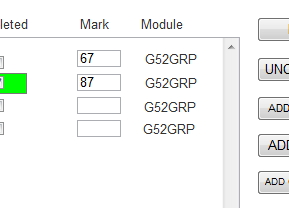 leted Mark Module
67 G52GRP
87 G52GRP
G52GRP
G52GRP
UNC
ADD
ADD
ADD